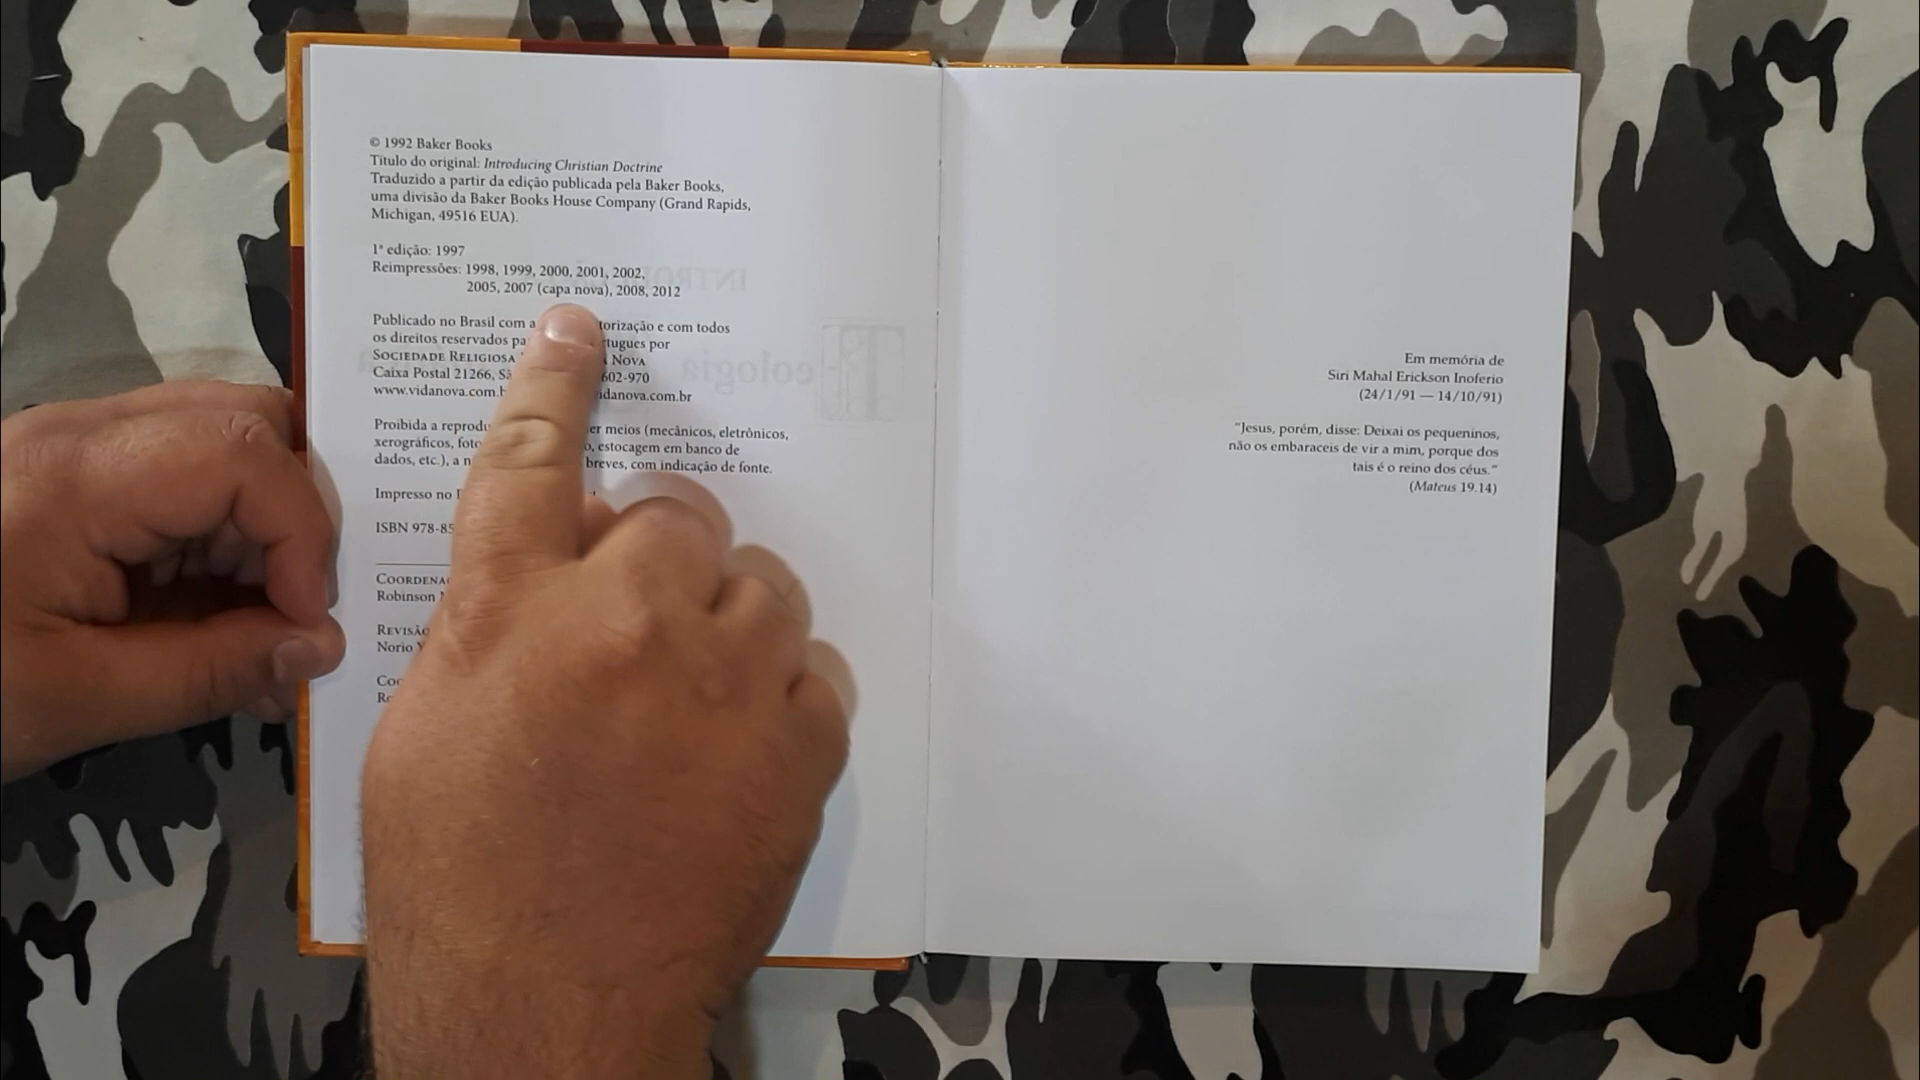 © 1992 Baker Books
Título do original: Introducing Christian Doctrine
Traduzido a partir da edição publicada pela Baker Books,
uma divisão da Baker Books House Company (Grand Rapids,
Michigan, 49516 EUA).
1ª edição: 1997
Reimpressões: 1998, 1999, 2000, 2001, 2002,
2005, 2007 (capa nova), 2008, 2012
Publicado no Brasil com a torização e com todos
os direitos reservados pa tugues por
SOCIEDADE RELIGIOSA NOVA
Caixa Postal 21266, Sã 602-970
www.vidanova.com.b idanova.com.br
Proibida a reprodu er meios (mecânicos, eletrônicos,
xerográficos, foto o, estocagem em banco de
dados, etc.), a n breves, com indicação de fonte.
Impresso no
ISBN 978-85
COORDENA
Robinson
REVISÃO
Norio
Coo
Ro
Em memória de
Siri Mahal Erickson Inoferio
(24/1/91 — 14/10/91)
"Jesus, porém, disse: Deixai os pequeninos,
não os embaraceis de vir a mim, porque dos
tais é o reino dos céus."
(Mateus 19.14)